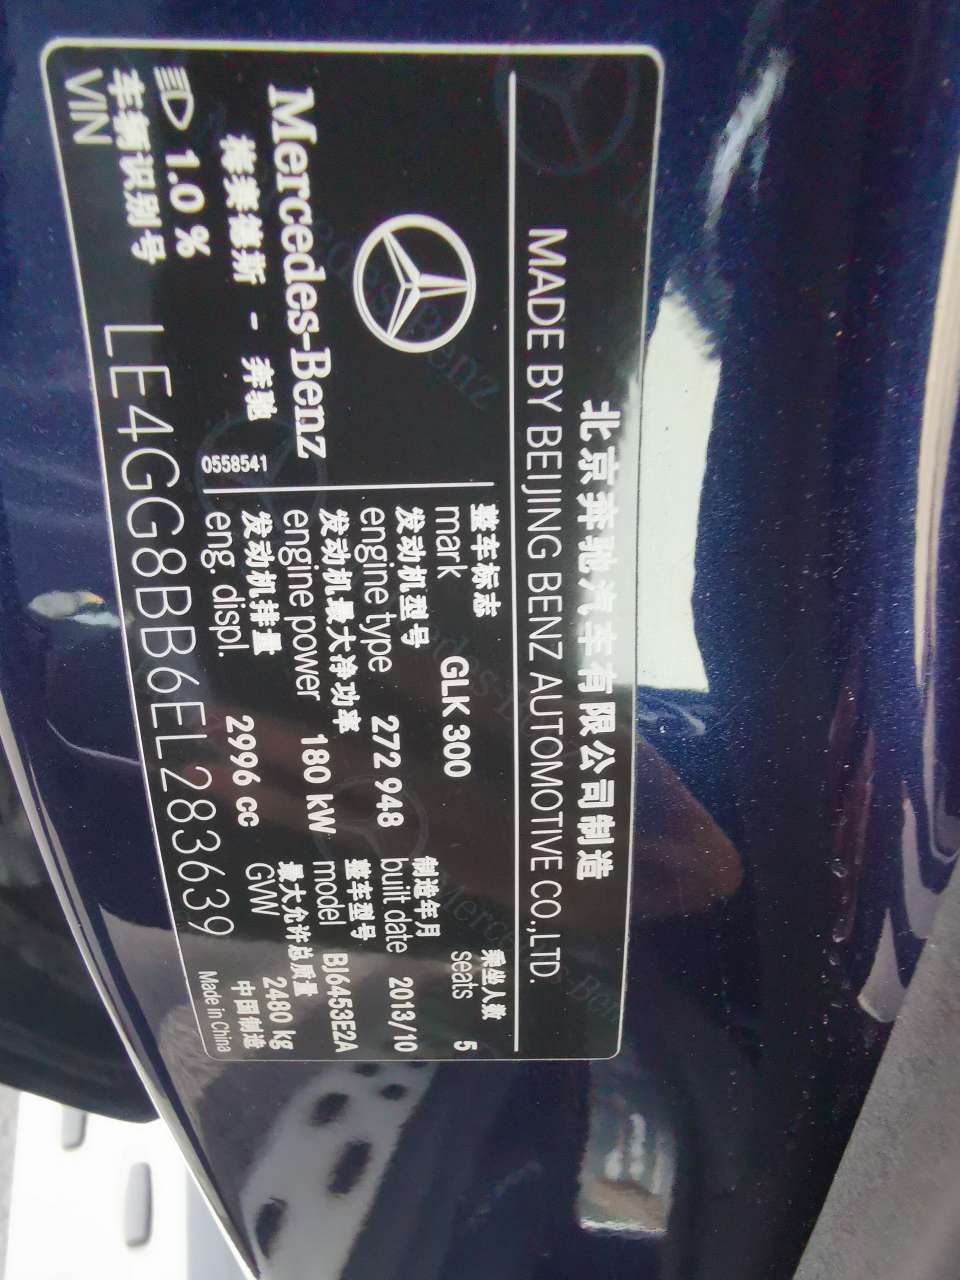 北京奔驰汽车有限公司制造
MADE BY BEIJING BENZ AUTOMOTIVE CO.,LTD.
Mercedes-Benz
梅赛德斯 - 奔驰
0558541
整车标志
mark GLK 300
乘坐人数
seats 5
发动机型号
engine type 272 948
制造年月
built date 2013/10
发动机最大净功率
engine power 180 kW
整车型号
model BJ6453E2A
发动机排量
eng. displ. 2996 cc
最大允许总质量
GVW 2480 kg
1.0 %
中国制造
Made in China
车辆识别号
VIN LE4GG8BB6EL283639